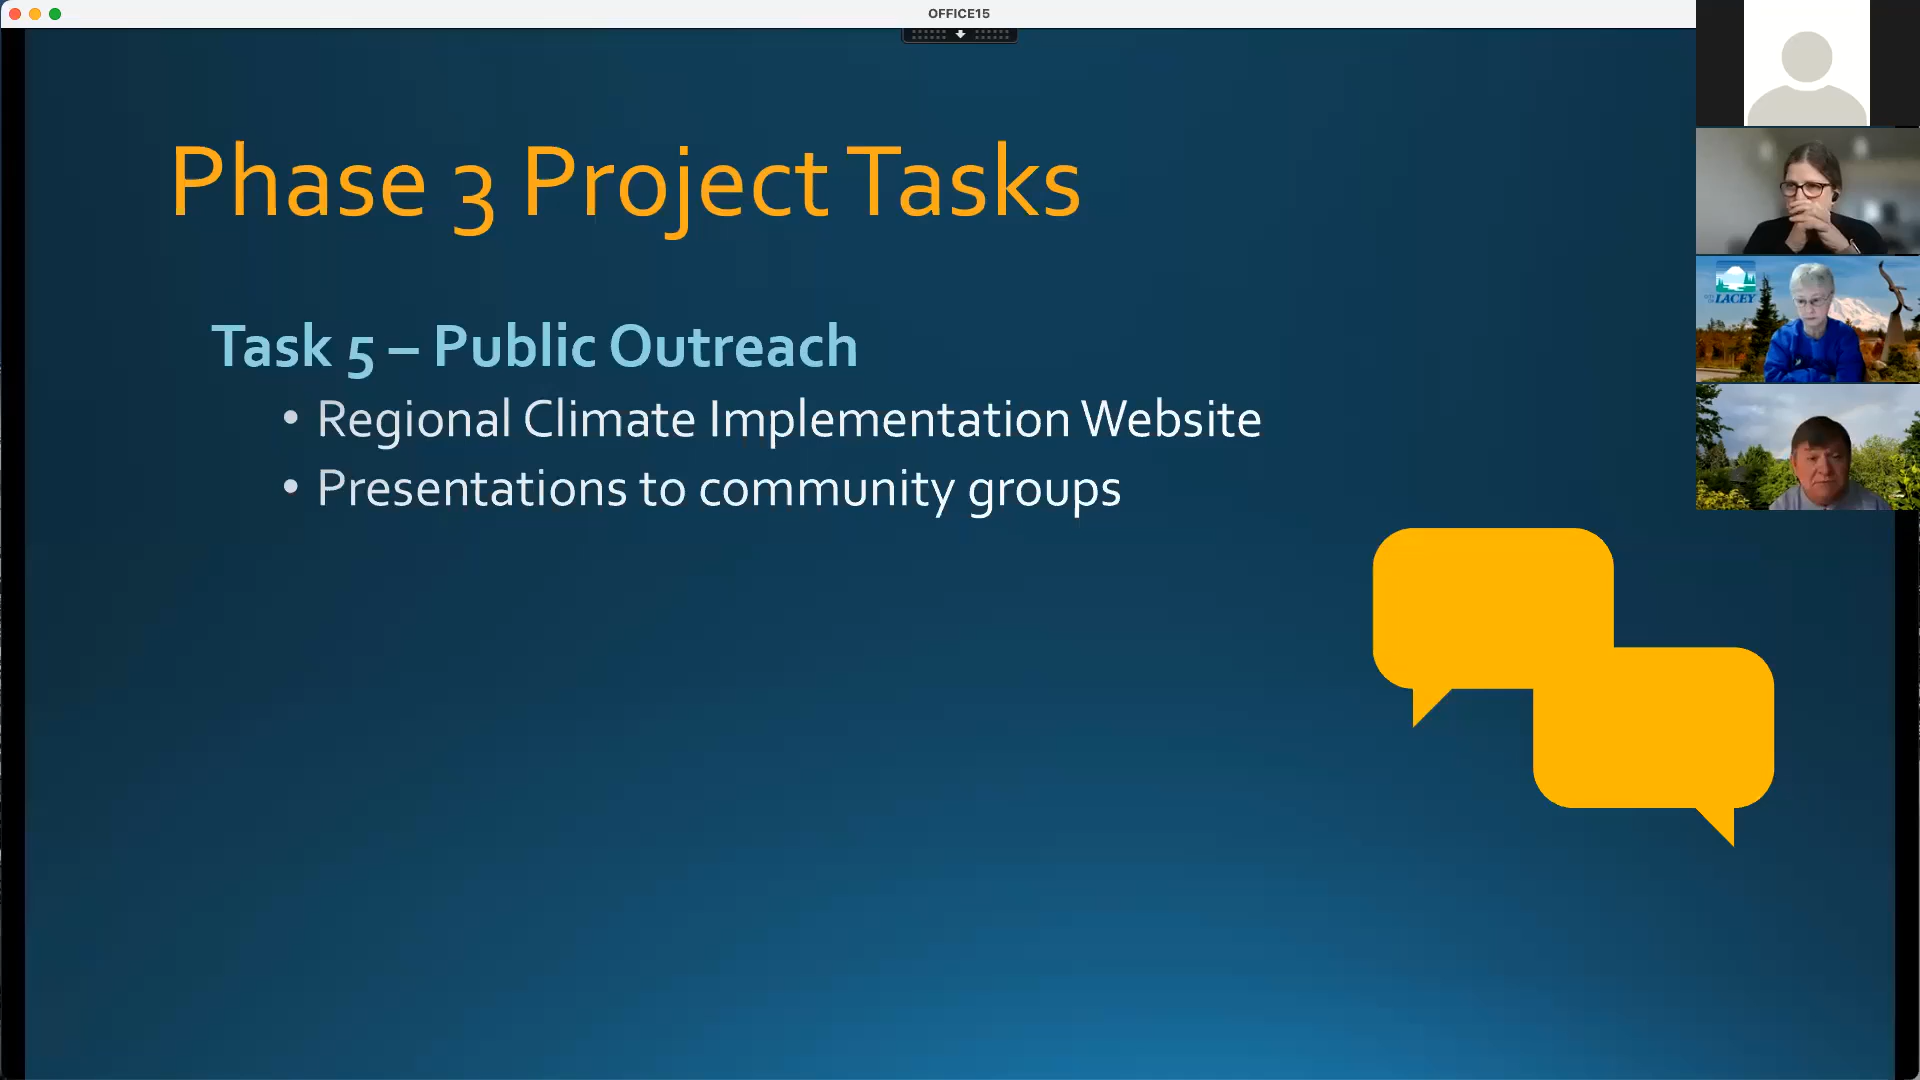 OFFICE15
Phase 3 Project Tasks
Task 5 – Public Outreach
• Regional Climate Implementation Website
• Presentations to community groups
LACEY